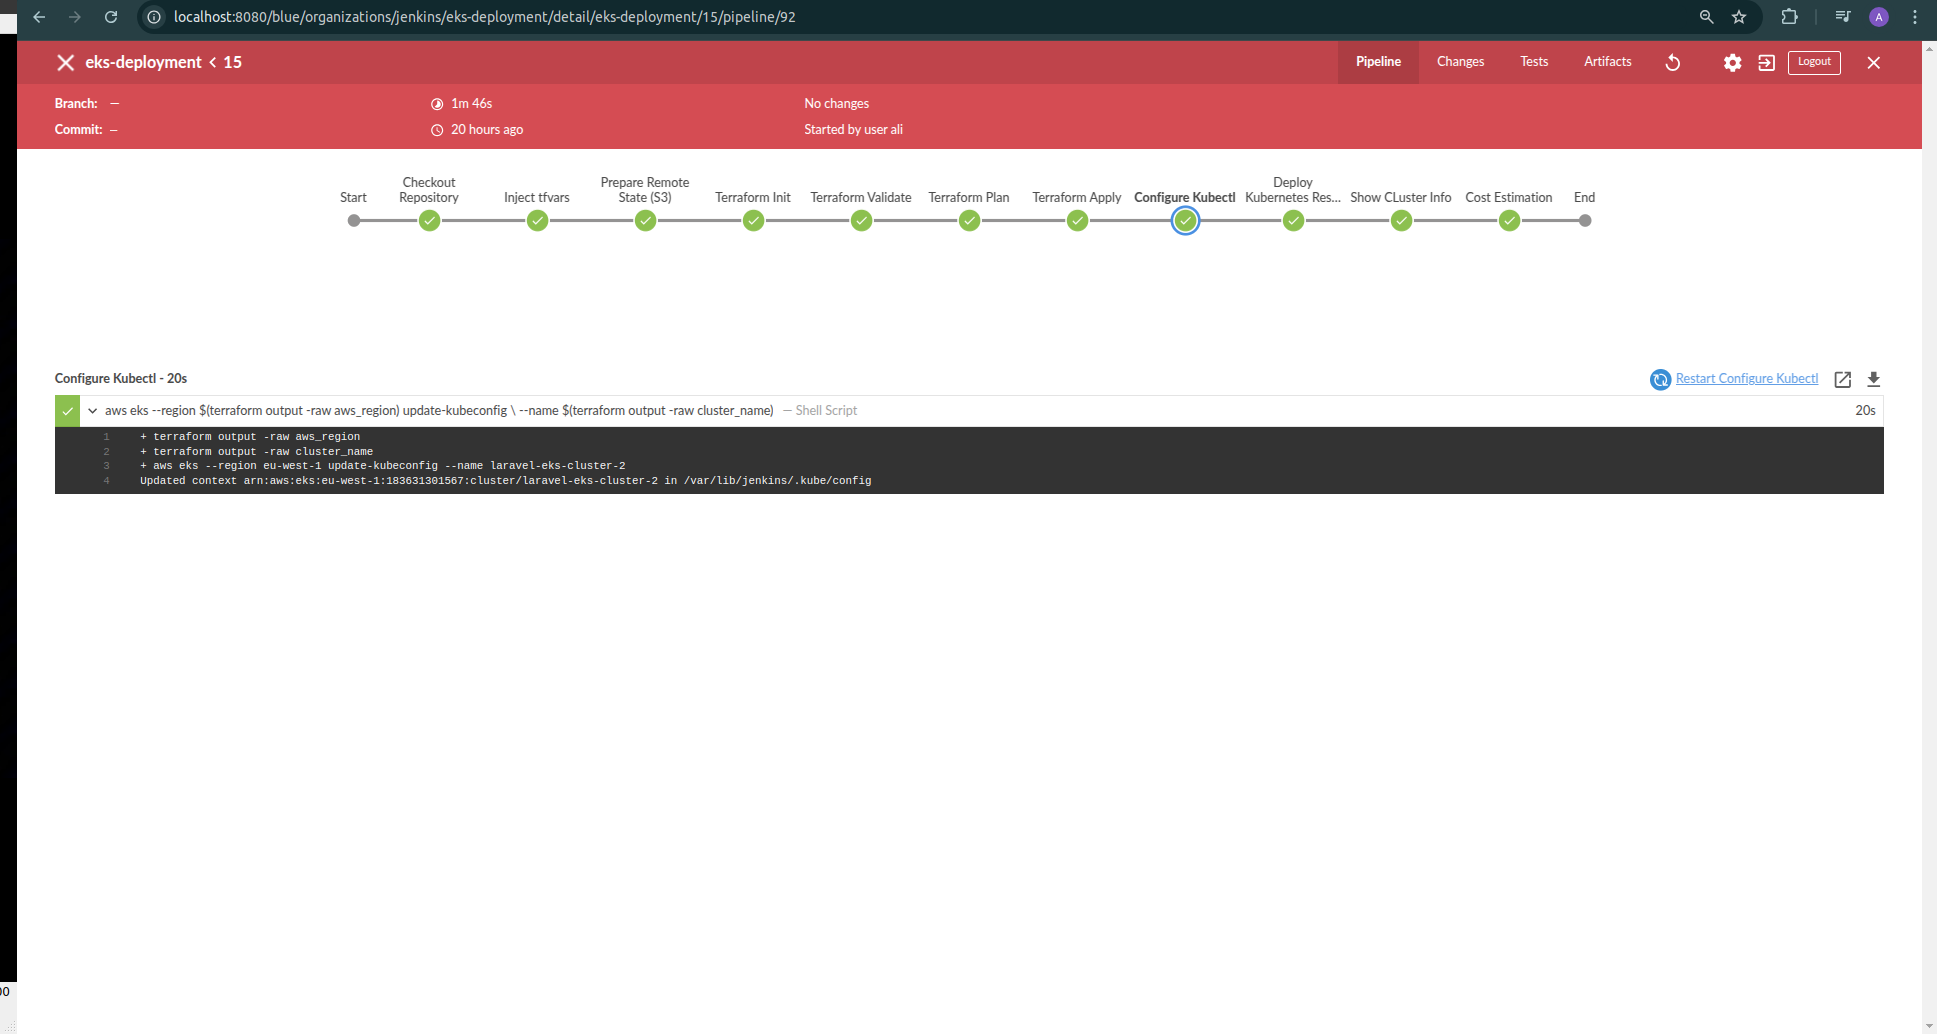 localhost:8080/blue/organizations/jenkins/eks-deployment/detail/eks-deployment/15/pipeline/92
A
eks-deployment < 15
Pipeline
Changes
Tests
Artifacts
Logout
Branch: —
1m 46s
No changes
Commit: —
20 hours ago
Started by user ali
Start
Checkout
Repository
Inject tfvars
Prepare Remote
State (S3)
Terraform Init
Terraform Validate
Terraform Plan
Terraform Apply
Configure Kubectl
Deploy
Kubernetes Res...
Show CLuster Info
Cost Estimation
End
Configure Kubectl - 20s
Restart Configure Kubectl
aws eks --region $(terraform output -raw aws_region) update-kubeconfig \ --name $(terraform output -raw cluster_name) — Shell Script
20s
1 + terraform output -raw aws_region
2 + terraform output -raw cluster_name
3 + aws eks --region eu-west-1 update-kubeconfig --name laravel-eks-cluster-2
4 Updated context arn:aws:eks:eu-west-1:183631301567:cluster/laravel-eks-cluster-2 in /var/lib/jenkins/.kube/config